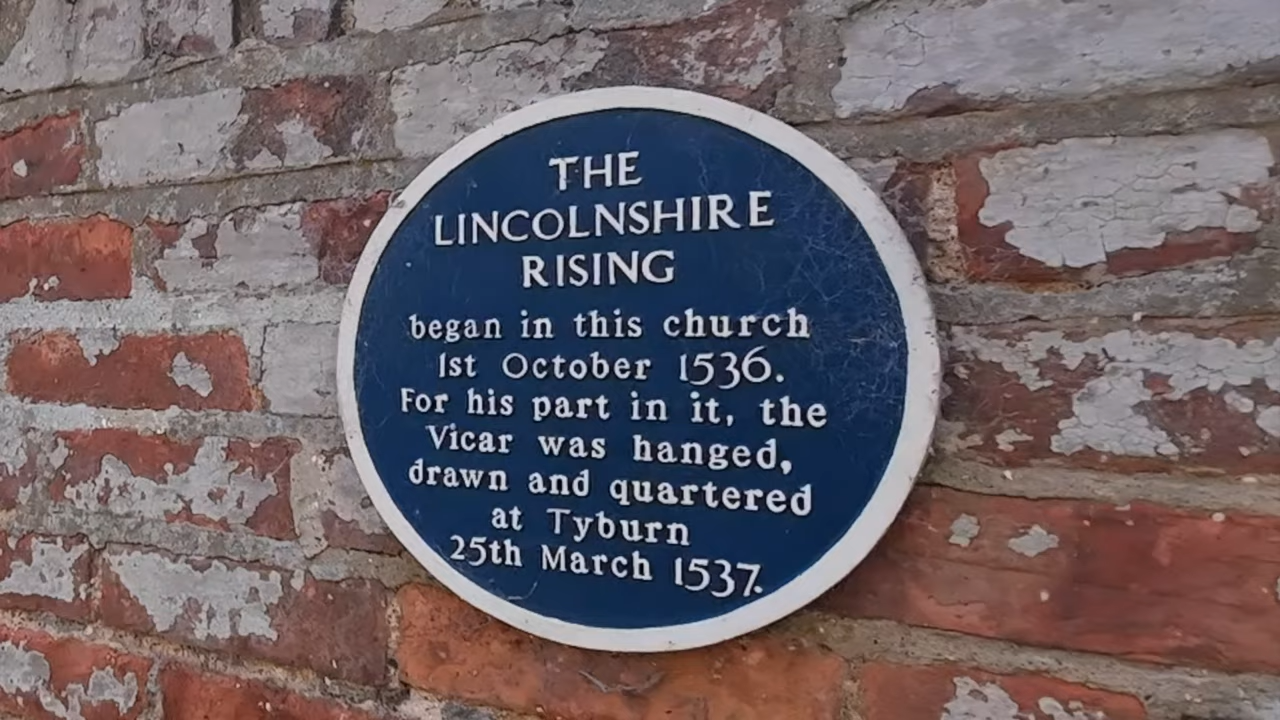 THE
LINCOLNSHIRE
RISING
began in this church
1st October 1536.
For his part in it, the
Vicar was hanged,
drawn and quartered
at Tyburn
25th March 1537.